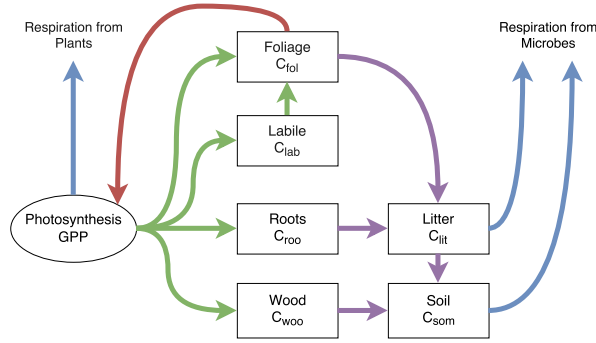 Respiration from
Plants
Foliage
Cfol
Respiration from
Microbes
Labile
Clab
Photosynthesis
GPP
Roots
Croo
Litter
Clit
Wood
Cwoo
Soil
Csom